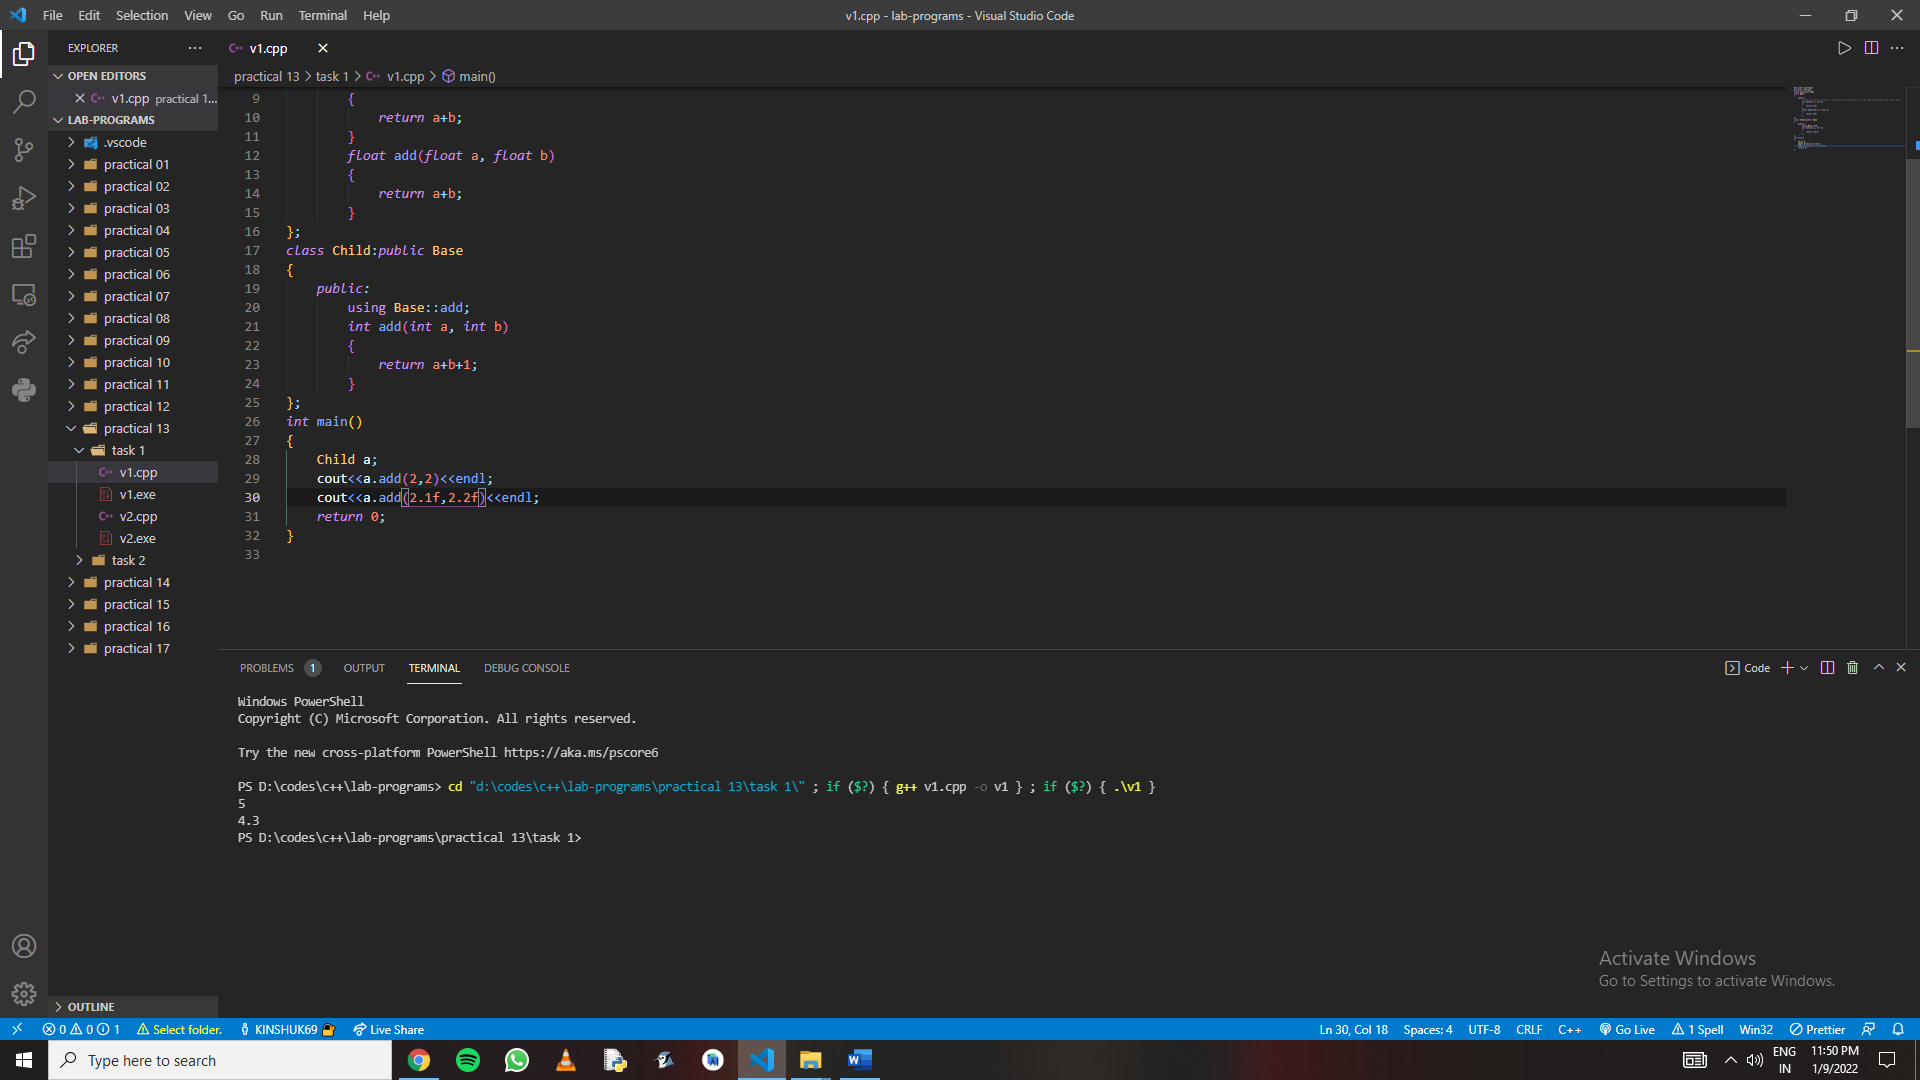 File Edit Selection View Go Run Terminal Help
v1.cpp - lab-programs - Visual Studio Code
EXPLORER
OPEN EDITORS
v1.cpp practical 1...
LAB-PROGRAMS
.vscode
practical 01
practical 02
practical 03
practical 04
practical 05
practical 06
practical 07
practical 08
practical 09
practical 10
practical 11
practical 12
practical 13
task 1
v1.cpp
v1.exe
v2.cpp
v2.exe
task 2
practical 14
practical 15
practical 16
practical 17
OUTLINE
v1.cpp
practical 13 > task 1 > v1.cpp > main()
9 {
10 return a+b;
11 }
12 float add(float a, float b)
13 {
14 return a+b;
15 }
16 };
17 class Child:public Base
18 {
19 public:
20 using Base::add;
21 int add(int a, int b)
22 {
23 return a+b+1;
24 }
25 };
26 int main()
27 {
28 Child a;
29 cout<<a.add(2,2)<<endl;
30 cout<<a.add(2.1f,2.2f)<<endl;
31 return 0;
32 }
33
PROBLEMS 1 OUTPUT TERMINAL DEBUG CONSOLE
Code
Windows PowerShell
Copyright (C) Microsoft Corporation. All rights reserved.
Try the new cross-platform PowerShell https://aka.ms/pscore6
PS D:\codes\c++\lab-programs> cd "d:\codes\c++\lab-programs\practical 13\task 1\" ; if ($?) { g++ v1.cpp -o v1 } ; if ($?) { .\v1 }
5
4.3
PS D:\codes\c++\lab-programs\practical 13\task 1>
Activate Windows
Go to Settings to activate Windows.
0 0 1 Select folder. KINSHUK69 Live Share
Ln 30, Col 18 Spaces: 4 UTF-8 CRLF C++ Go Live 1 Spell Win32 Prettier
Type here to search
ENG
IN
11:50 PM
1/9/2022